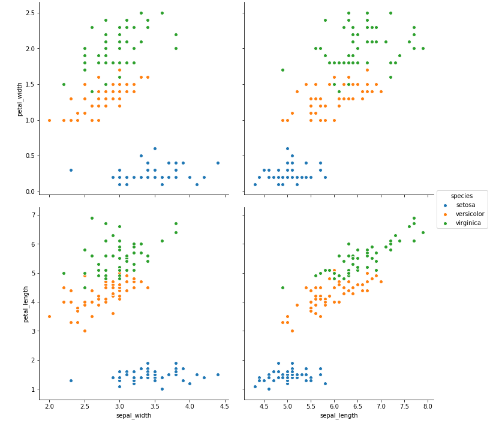 2.5
2.0
1.5
1.0
0.5
0.0
petal_width
species
setosa
versicolor
virginica
7
6
5
4
3
2
1
petal_length
2.0 2.5 3.0 3.5 4.0 4.5
sepal_width
4.5 5.0 5.5 6.0 6.5 7.0 7.5 8.0
sepal_length